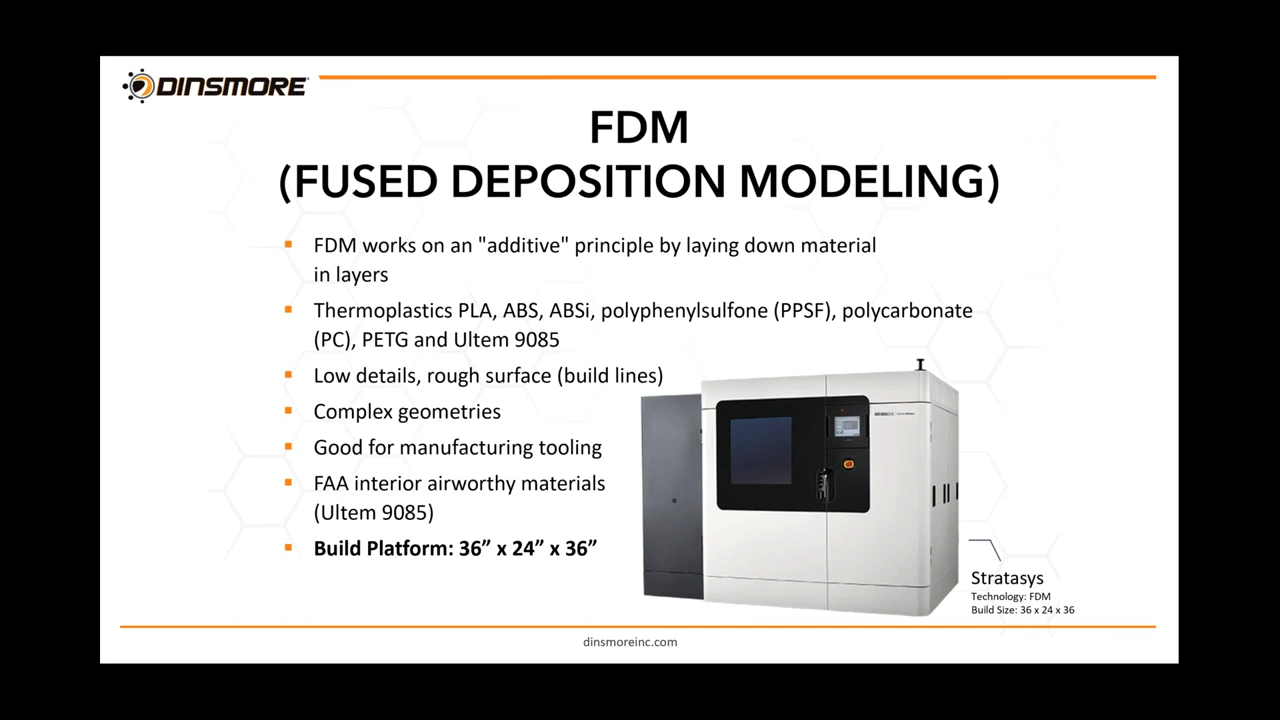 DINSMORE
FDM
(FUSED DEPOSITION MODELING)
FDM works on an "additive" principle by laying down material
in layers
Thermoplastics PLA, ABS, ABSi, polyphenylsulfone (PPSF), polycarbonate
(PC), PETG and Ultem 9085
Low details, rough surface (build lines)
Complex geometries
Good for manufacturing tooling
FAA interior airworthy materials
(Ultem 9085)
Build Platform: 36” x 24” x 36”
stratasys
Stratasys
Technology: FDM
Build Size: 36 x 24 x 36
dinsmoreinc.com